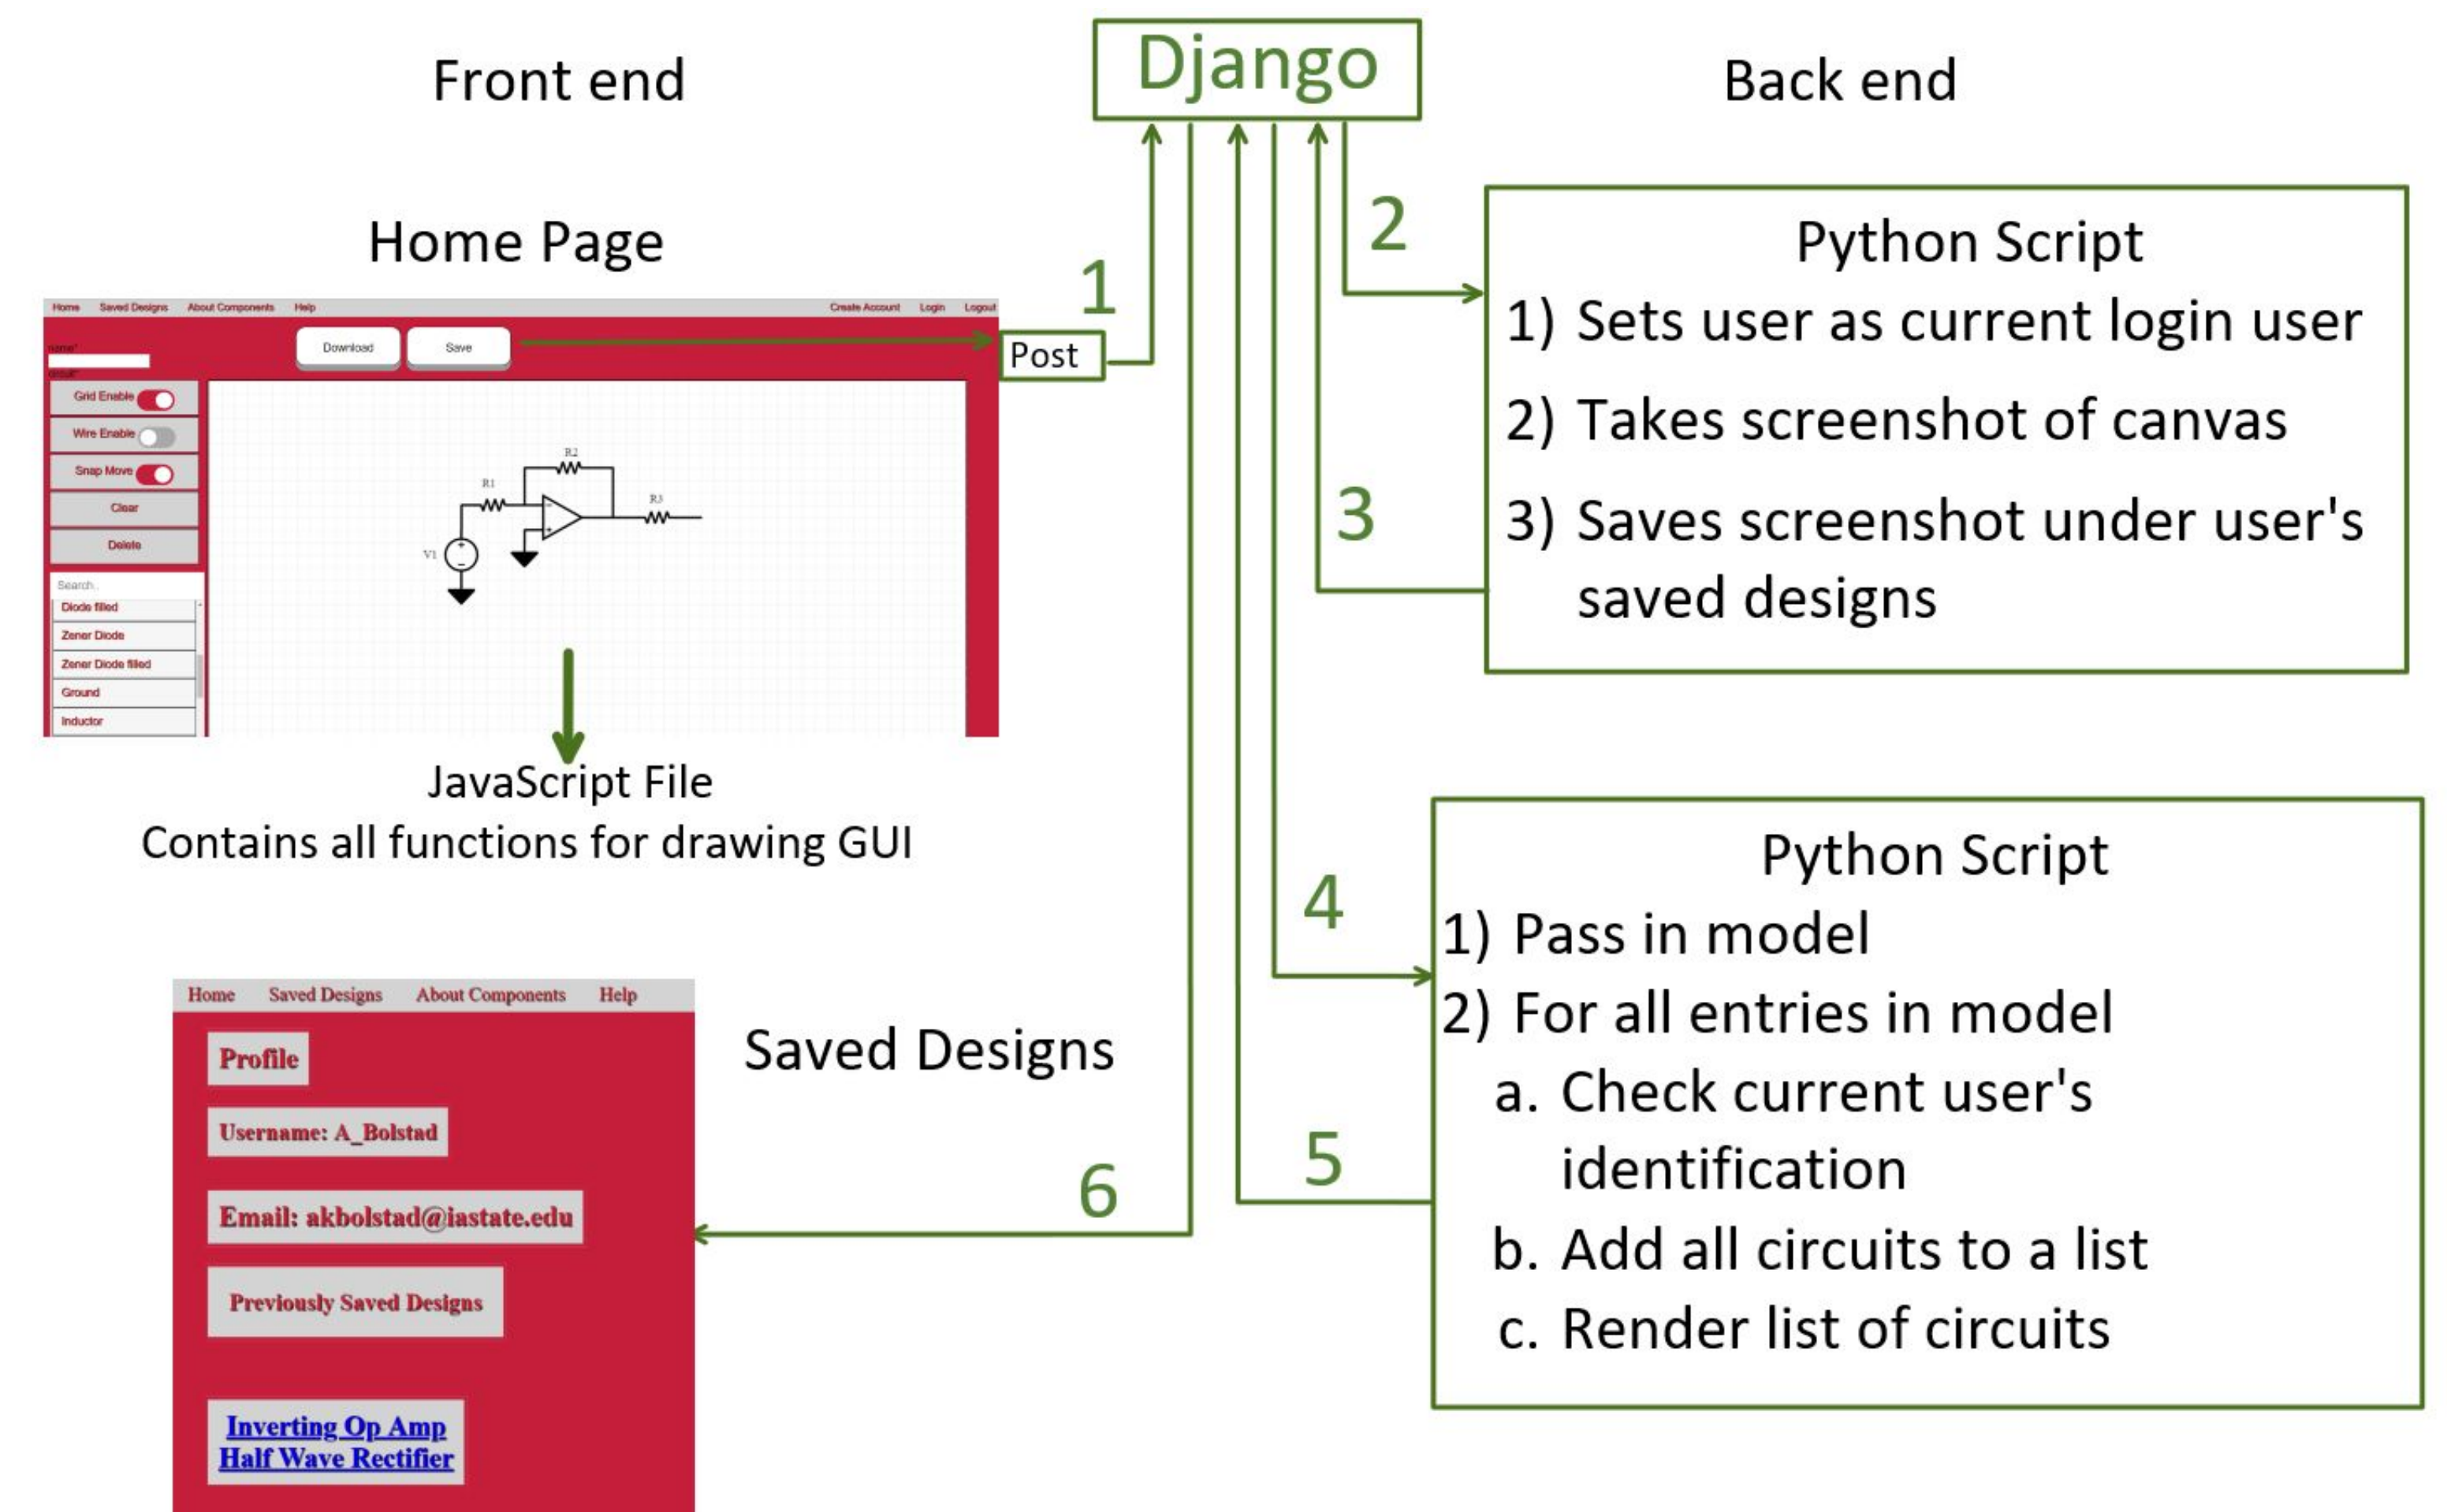 Front end
Django
Back end
Home Page
Home Saved Designs About Components Help Create Account Login Logout
name*
Download Save
circuit*
Grid Enable
Wire Enable
Snap Move
Clear
Delete
Search..
Diode filled
Zener Diode
Zener Diode filled
Ground
Inductor
R2
R1
R3
V1
+
−
−
+
JavaScript File
Contains all functions for drawing GUI
1
Post
2
3
Python Script
1) Sets user as current login user
2) Takes screenshot of canvas
3) Saves screenshot under user's
saved designs
4
5
6
Python Script
1) Pass in model
2) For all entries in model
a. Check current user's
identification
b. Add all circuits to a list
c. Render list of circuits
Saved Designs
Home Saved Designs About Components Help
Profile
Username: A_Bolstad
Email: akbolstad@iastate.edu
Previously Saved Designs
Inverting Op Amp
Half Wave Rectifier